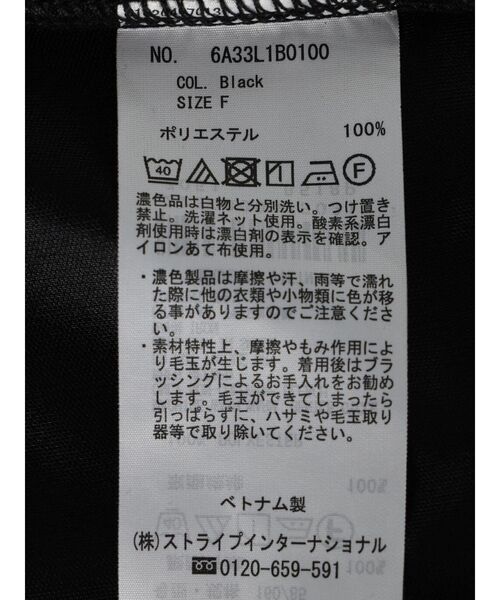 NO. 6A33L1B0100
COL. Black
SIZE F
ポリエステル 100%
40 F
濃色品は白物と分別洗い。つけ置き
禁止。洗濯ネット使用。酸素系漂白
剤使用時は漂白剤の表示を確認。ア
イロンあて布使用。
・濃色製品は摩擦や汗、雨等で濡れ
た際に他の衣類や小物類に色が移
る事がありますのでご注意くださ
い。
・素材特性上、摩擦やもみ作用によ
り毛玉が生じます。着用後はブラ
ッシングによるお手入れをお勧め
します。毛玉ができてしまったら
引っぱらずに、ハサミや毛玉取り
器等で取り除いてください。
ベトナム製
(株)ストライプインターナショナル
0120-659-591